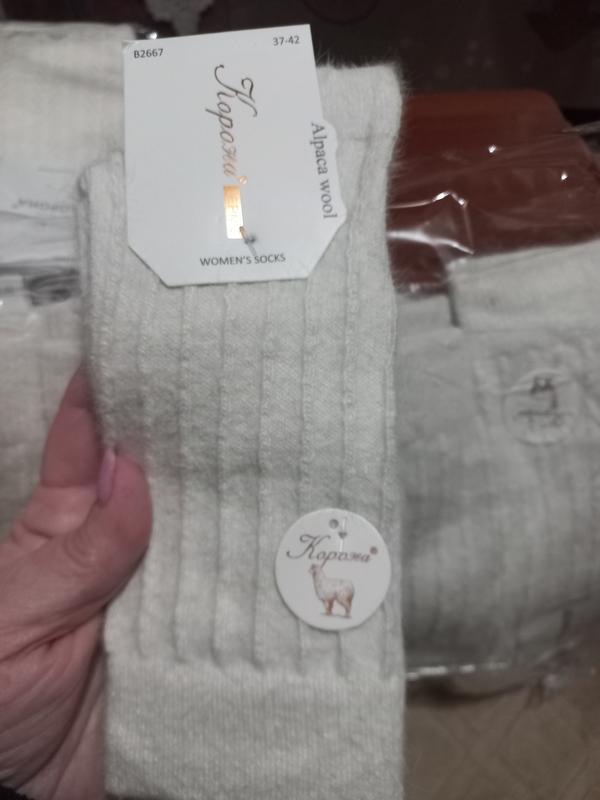 B2667
37-42
Корона®
Alpaca wool
WOMEN'S SOCKS
Корона®